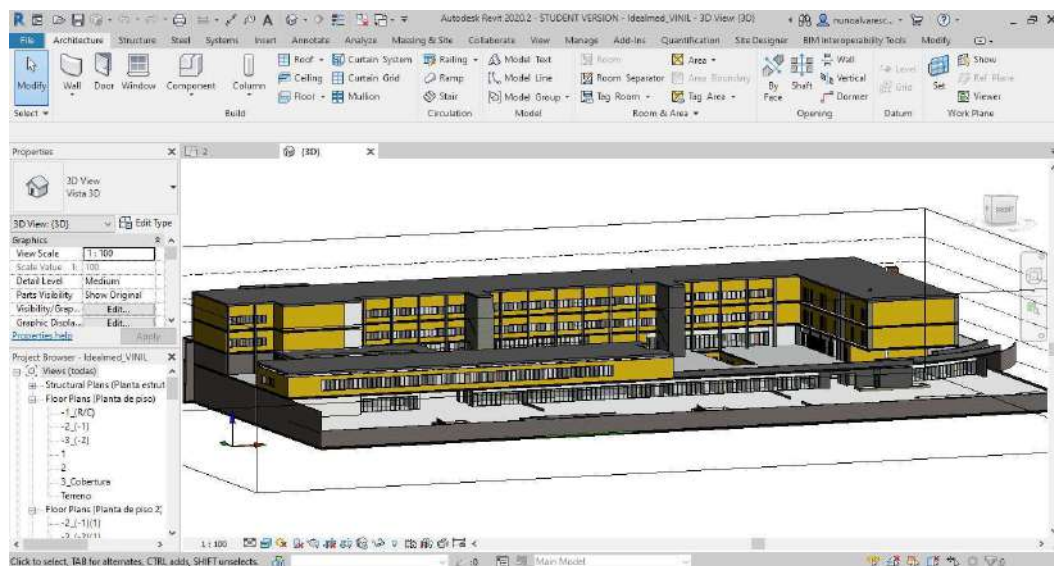 Autodesk Revit 2020.2 - STUDENT VERSION - Idealmed_VINIL - 3D View: {3D}
nunoalvaresc...
File Architecture Structure Steel Systems Insert Annotate Analyze Massing & Site Collaborate View Manage Add-Ins Quantification Site Designer BIM Interoperability Tools Modify
Modify
Wall Door Window Component Column
Roof Curtain System
Ceiling Curtain Grid
Floor Mullion
Railing
Ramp
Stair
Model Text
Model Line
Model Group
Room
Room Separator
Tag Room
Area
Area Boundary
Tag Area
By Face
Shaft
Wall
Vertical
Dormer
Level
Grid
Set
Show
Ref Plane
Viewer
Select Build Circulation Model Room & Area Opening Datum Work Plane
Properties
2
{3D}
3D View
Vista 3D
3D View: {3D} Edit Type
Graphics
View Scale 1 : 100
Scale Value 1: 100
Detail Level Medium
Parts Visibility Show Original
Visibility/Grap... Edit...
Graphic Displa... Edit...
Properties help Apply
FRONT
Project Browser - Idealmed_VINIL
Views (todas)
Structural Plans (Planta estrut
Floor Plans (Planta de piso)
-1_(R/C)
-2_(-1)
-3_(-2)
1
2
3_Cobertura
Terreno
Floor Plans (Planta de piso 2)
-2_(-1)(1)
1 : 100
Click to select, TAB for alternates, CTRL adds, SHIFT unselects.
:0
Main Model
:0